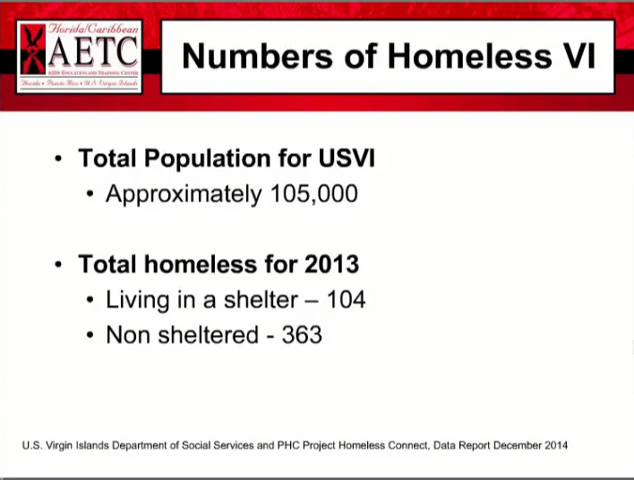 Florida/Caribbean
AETC
AIDS EDUCATION AND TRAINING CENTER
Florida • Puerto Rico • U.S. Virgin Islands
Numbers of Homeless VI
• Total Population for USVI
• Approximately 105,000
• Total homeless for 2013
• Living in a shelter – 104
• Non sheltered - 363
U.S. Virgin Islands Department of Social Services and PHC Project Homeless Connect, Data Report December 2014